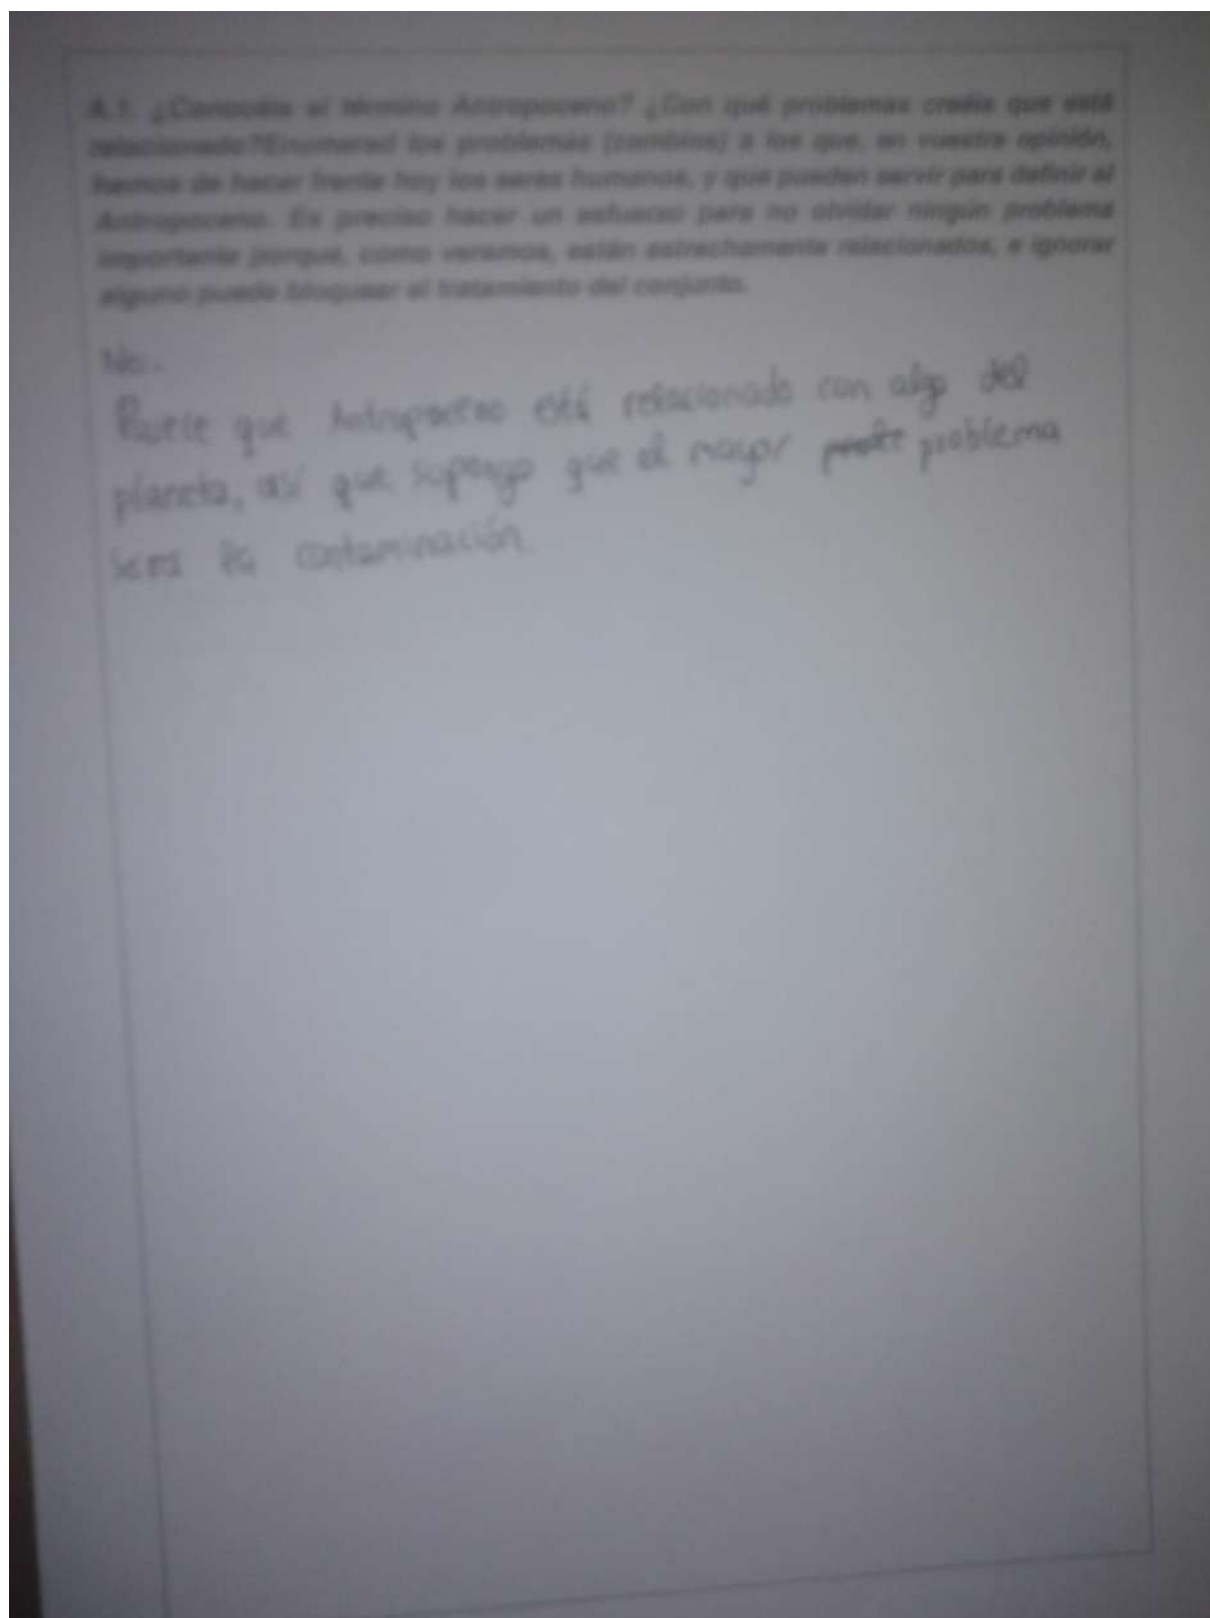 A.1. ¿Conocéis el término Antropoceno? ¿Con qué problemas creéis que está
relacionado?Enumerad los problemas (cambios) a los que, en vuestra opinión,
hemos de hacer frente hoy los seres humanos, y que pueden servir para definir el
Antropoceno. Es preciso hacer un esfuerzo para no olvidar ningún problema
importante porque, como veremos, están estrechamente relacionados, e ignorar
alguno puede bloquear el tratamiento del conjunto.
No.
Parece que Antropoceno está relacionado con algo del
planeta, así que supongo que el mayor problema
será la contaminación.